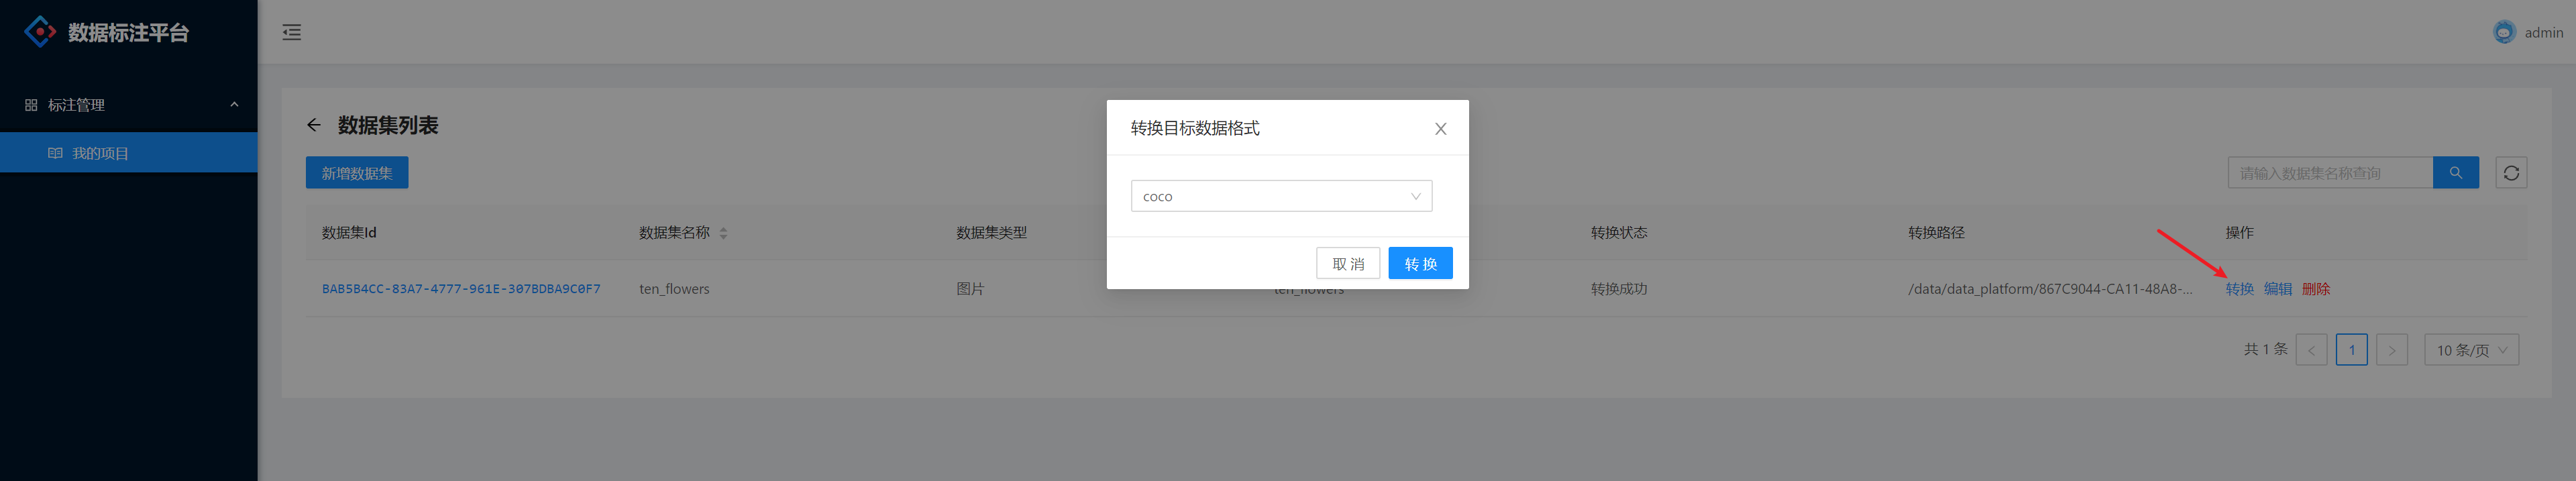 数据标注平台
admin
标注管理
我的项目
数据集列表
新增数据集
请输入数据集名称查询
转换目标数据格式
coco
取 消
转 换
数据集Id
数据集名称
数据集类型
转换状态
转换路径
操作
BAB5B4CC-83A7-4777-961E-307BDBA9C0F7
ten_flowers
图片
ten_flowers
转换成功
/data/data_platform/867C9044-CA11-48A8-...
转换 编辑 删除
共 1 条
1
10 条/页